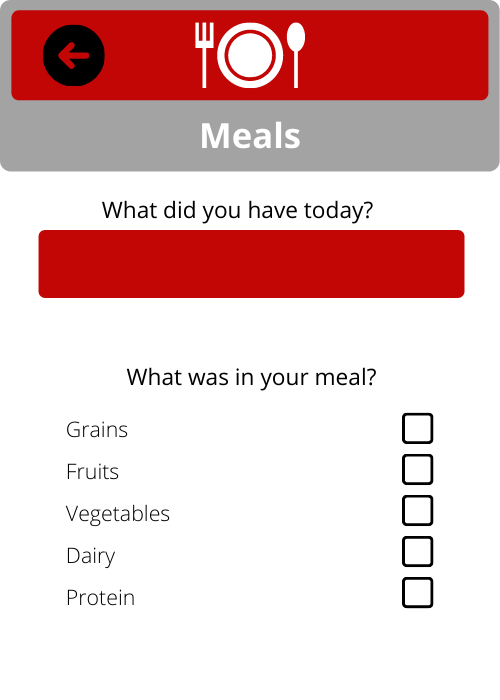 Meals
What did you have today?
What was in your meal?
Grains
Fruits
Vegetables
Dairy
Protein